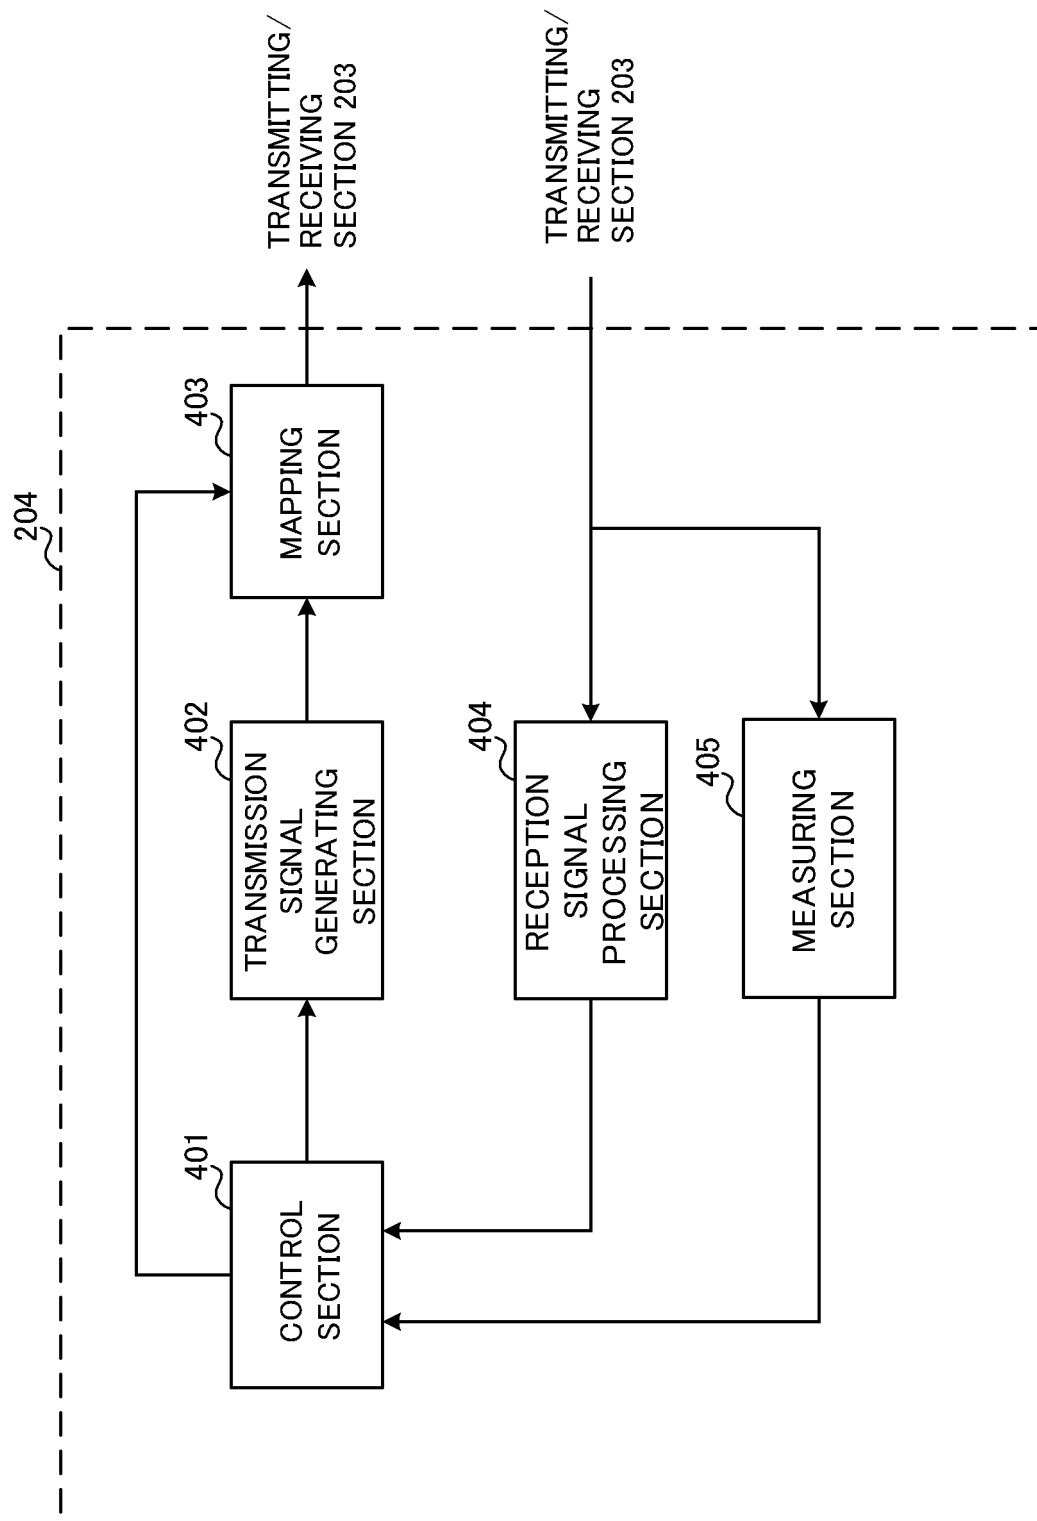 204
401
CONTROL
SECTION
402
TRANSMISSION
SIGNAL
GENERATING
SECTION
403
MAPPING
SECTION
TRANSMITTING/
RECEIVING
SECTION 203
404
RECEPTION
SIGNAL
PROCESSING
SECTION
TRANSMITTING/
RECEIVING
SECTION 203
405
MEASURING
SECTION